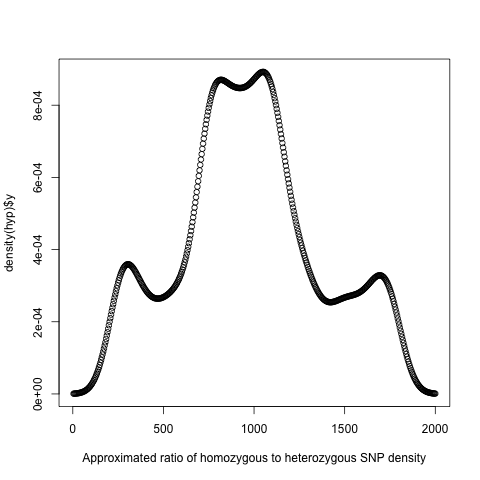 density(hyp)$y
8e-04
6e-04
4e-04
2e-04
0e+00
0 500 1000 1500 2000
Approximated ratio of homozygous to heterozygous SNP density